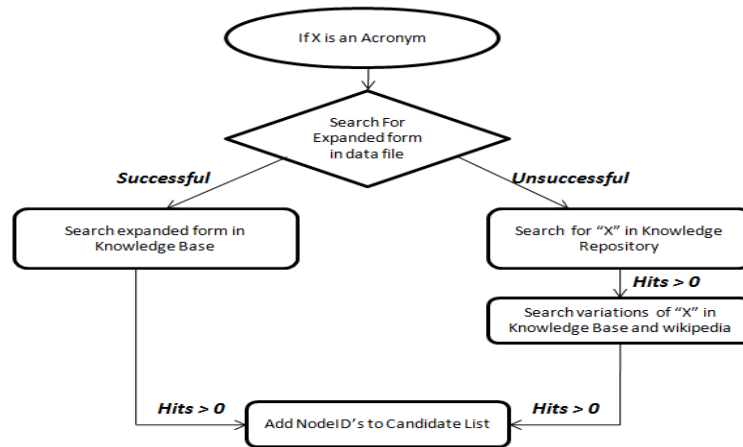 If X is an Acronym
Search For
Expanded form
in data file
Successful
Unsuccessful
Search expanded form in
Knowledge Base
Search for “X” in Knowledge
Repository
Hits > 0
Search variations of “X” in
Knowledge Base and wikipedia
Hits > 0
Hits > 0
Add NodeID’s to Candidate List